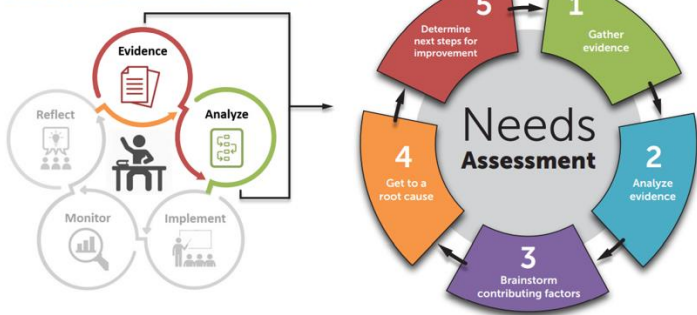 Evidence
Reflect
Analyze
Monitor
Implement
Needs
Assessment
1
Gather
evidence
2
Analyze
evidence
3
Brainstorm
contributing factors
4
Get to a
root cause
5
Determine
next steps for
improvement